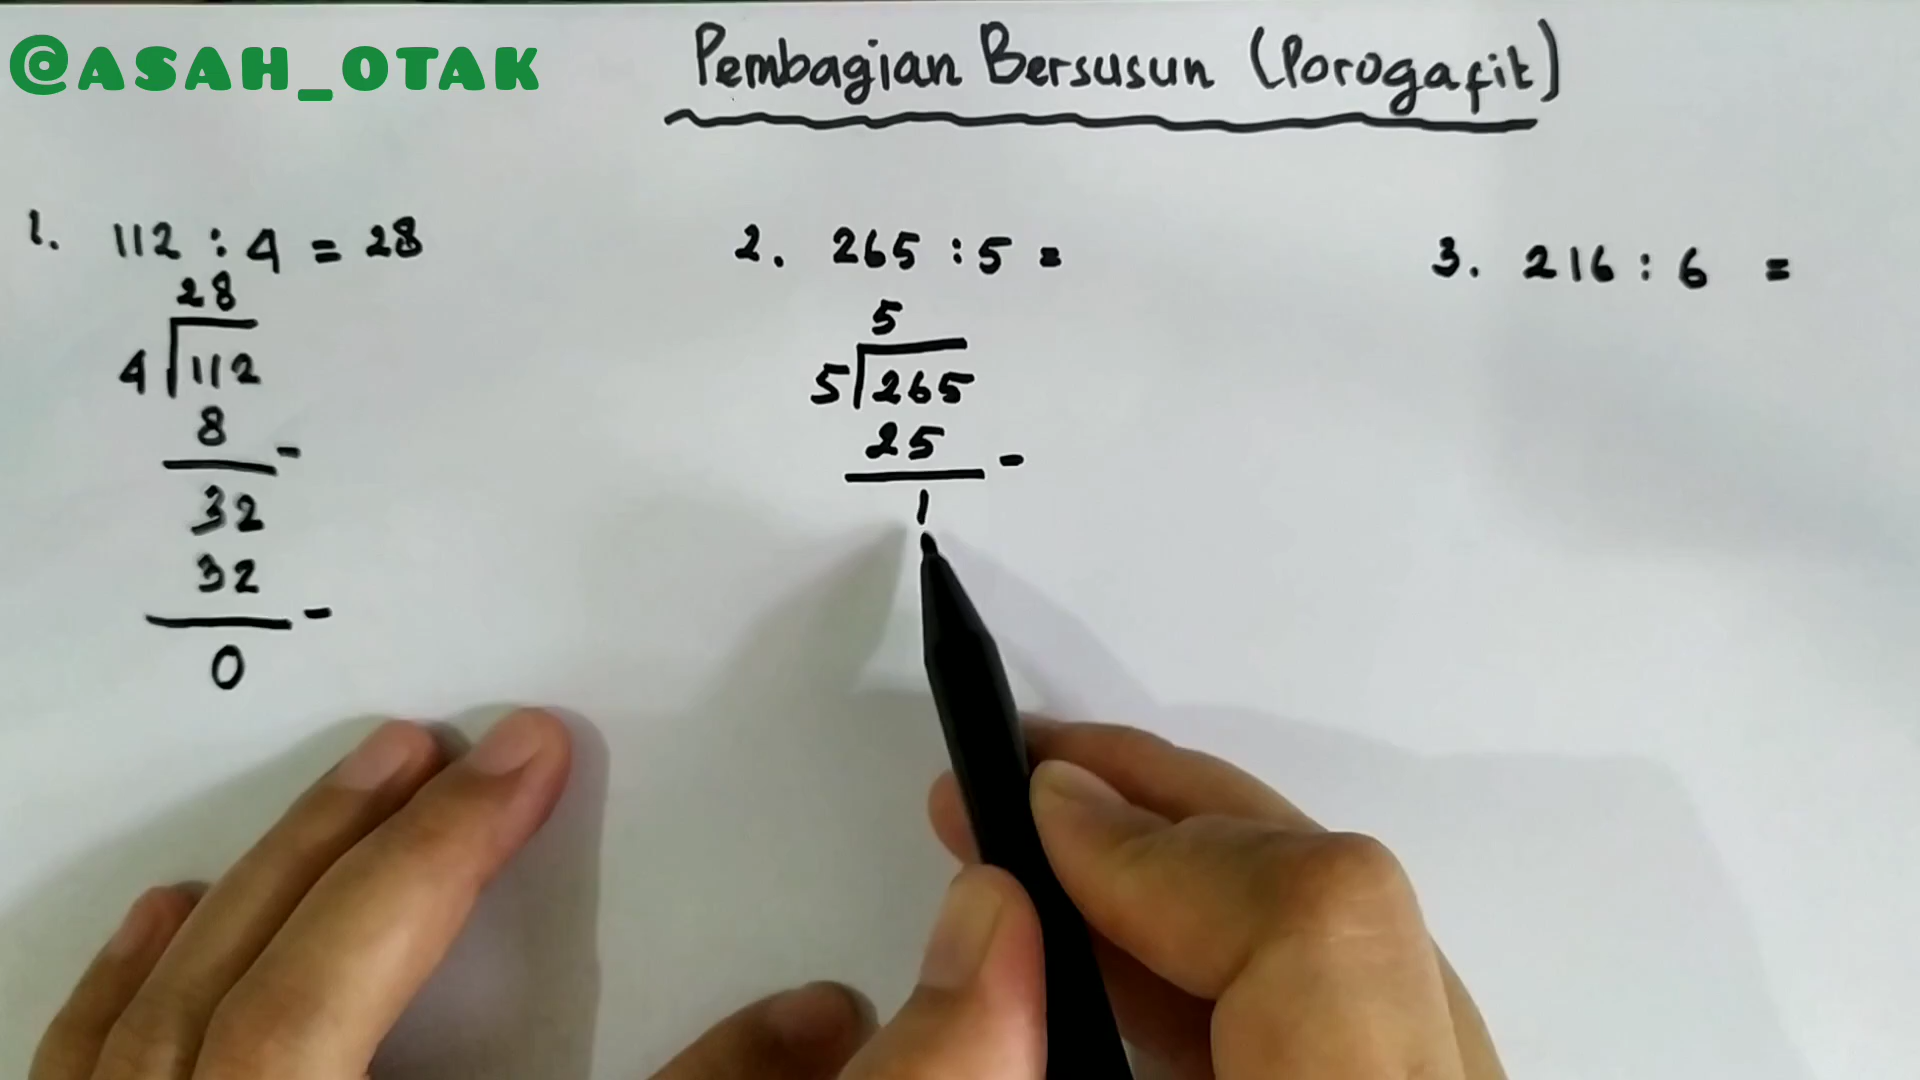 @ASAH_OTAK
Pembagian Bersusun (Porogafit)
1. 112 : 4 = 28
28
4 112
8 -
32
32 -
0
2. 265 : 5 =
5
5 265
25 -
1
3. 216 : 6 =